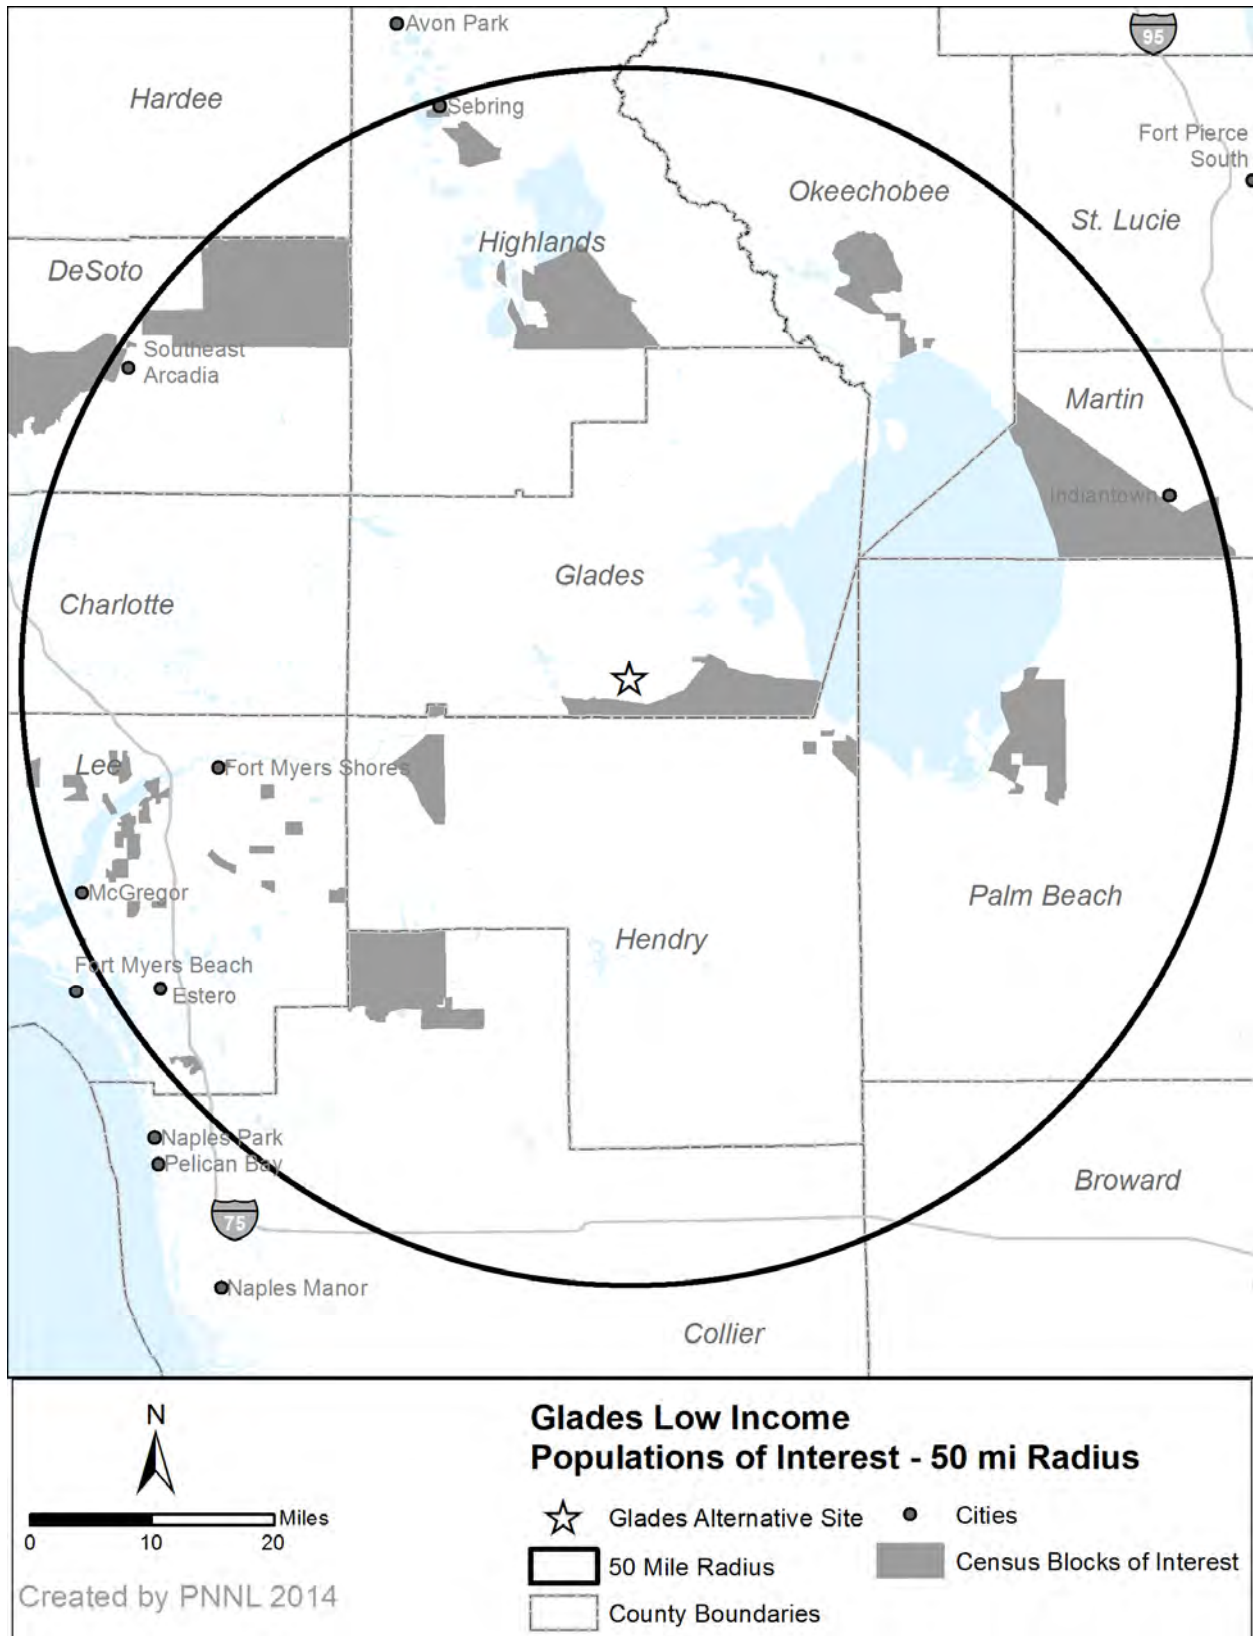 Avon Park
95
Hardee
Sebring
Fort Pierce
South
Okeechobee
St. Lucie
Highlands
DeSoto
Southeast
Arcadia
Martin
Indiantown
Glades
Charlotte
Lee
Fort Myers Shores
McGregor
Palm Beach
Hendry
Fort Myers Beach
Estero
Naples Park
Pelican Bay
Broward
75
Naples Manor
Collier
N
Miles
0 10 20
Created by PNNL 2014
Glades Low Income
Populations of Interest - 50 mi Radius
Glades Alternative Site
Cities
50 Mile Radius
Census Blocks of Interest
County Boundaries